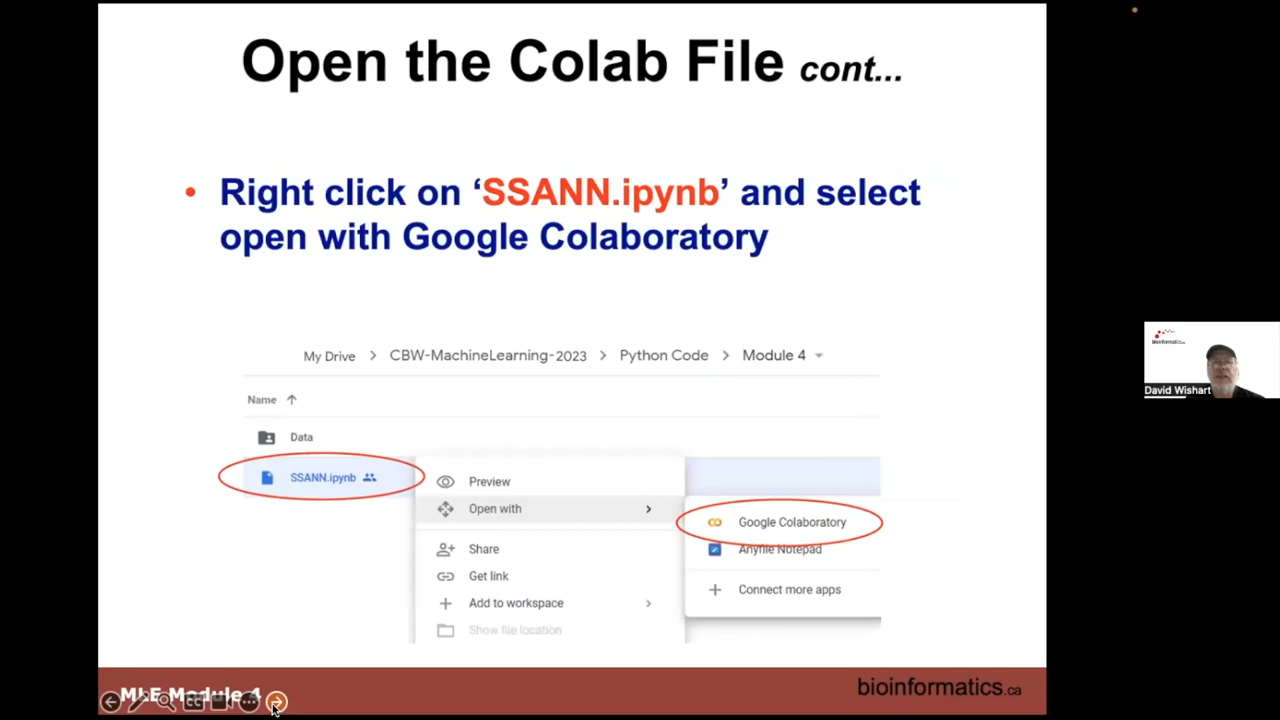 Open the Colab File cont...
• Right click on ‘SSANN.ipynb’ and select
open with Google Colaboratory
My Drive > CBW-MachineLearning-2023 > Python Code > Module 4
Name ↑
Data
SSANN.ipynb
Preview
Open with >
Google Colaboratory
Share
Anyfile Notepad
Get link
Connect more apps
Add to workspace >
Show file location
bioinformatics.ca
David Wishart
MLE Module 4
bioinformatics.ca